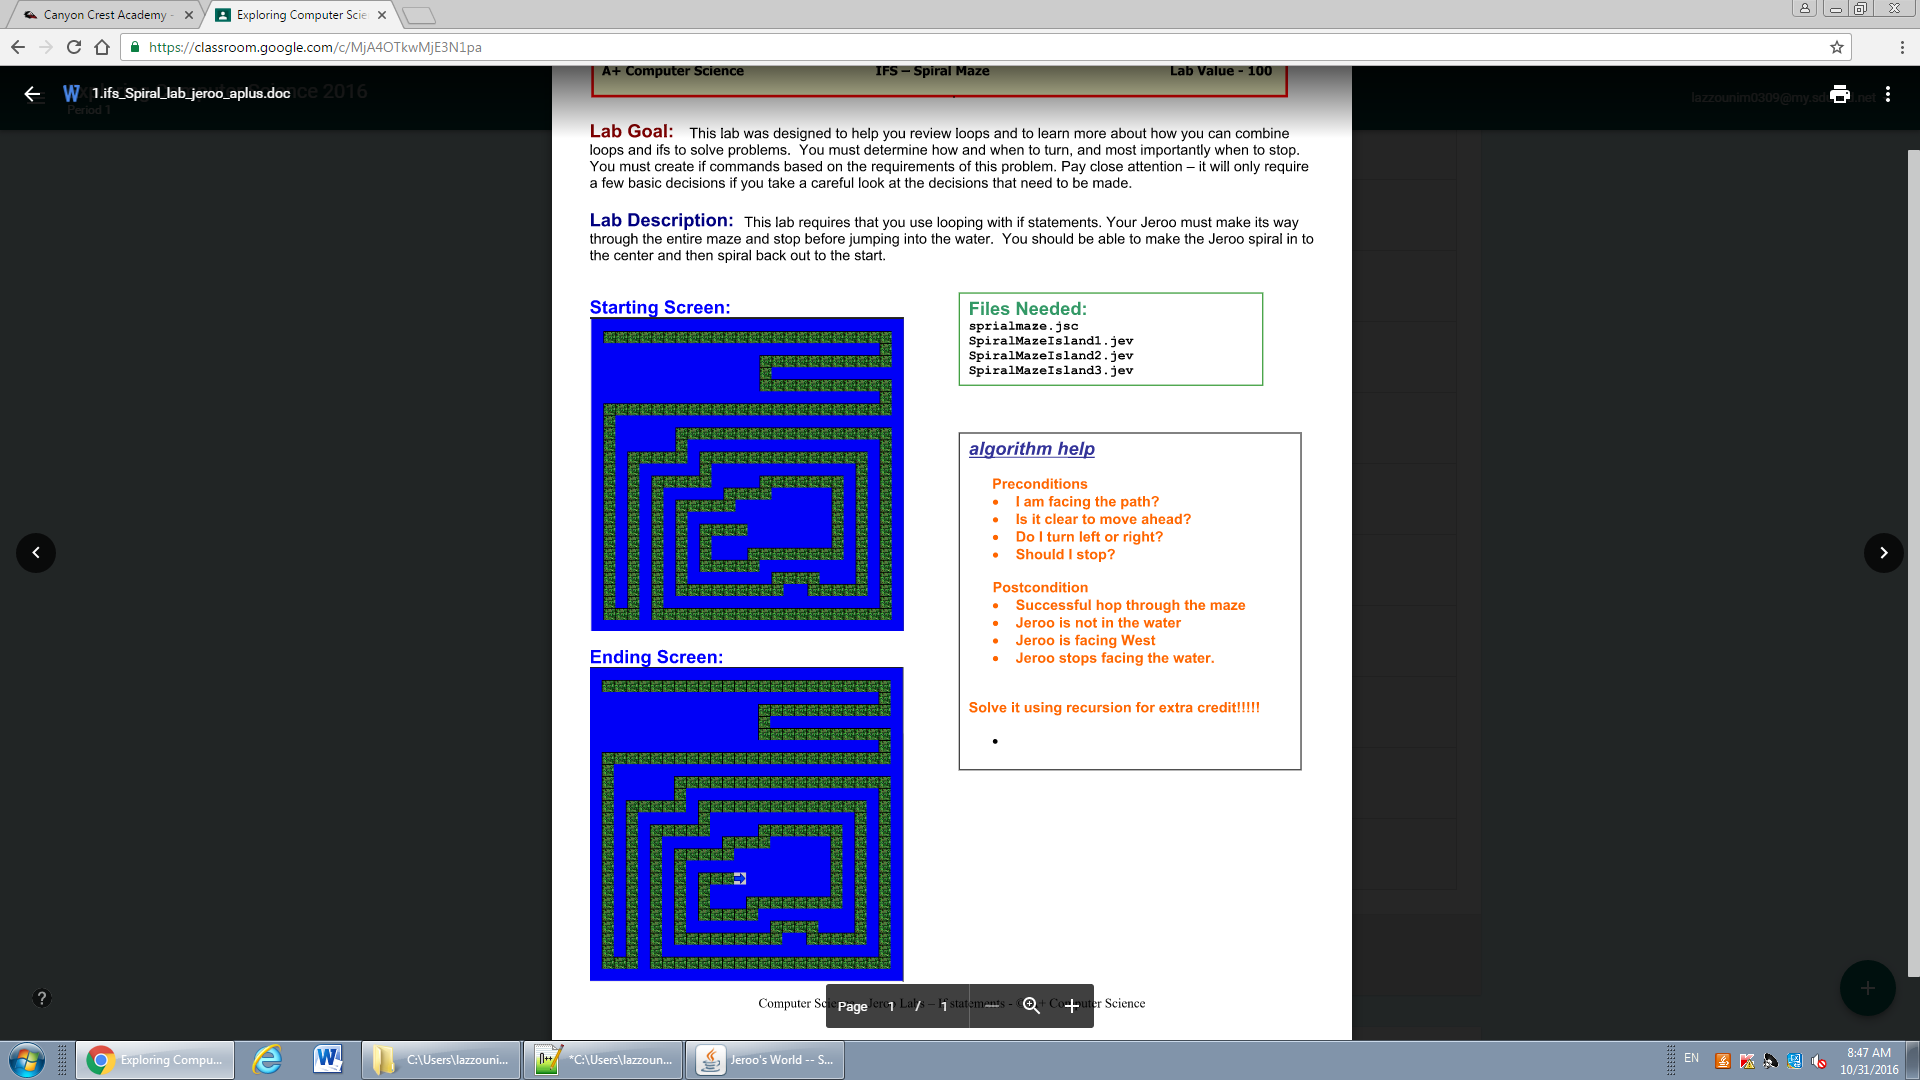 Canyon Crest Academy -
Exploring Computer Scie
https://classroom.google.com/c/MjA4OTkwMjE3N1pa
A+ Computer Science IFS – Spiral Maze Lab Value - 100
1.ifs_Spiral_lab_jeroo_aplus.doc
Period 1
Lab Goal: This lab was designed to help you review loops and to learn more about how you can combine
loops and ifs to solve problems. You must determine how and when to turn, and most importantly when to stop.
You must create if commands based on the requirements of this problem. Pay close attention – it will only require
a few basic decisions if you take a careful look at the decisions that need to be made.
Lab Description: This lab requires that you use looping with if statements. Your Jeroo must make its way
through the entire maze and stop before jumping into the water. You should be able to make the Jeroo spiral in to
the center and then spiral back out to the start.
Starting Screen:
Files Needed:
sprialmaze.jsc
SpiralMazeIsland1.jev
SpiralMazeIsland2.jev
SpiralMazeIsland3.jev
algorithm help
Preconditions
• I am facing the path?
• Is it clear to move ahead?
• Do I turn left or right?
• Should I stop?
Postcondition
• Successful hop through the maze
• Jeroo is not in the water
• Jeroo is facing West
• Jeroo stops facing the water.
Solve it using recursion for extra credit!!!!!
•
Ending Screen:
Page 1 / 1
Exploring Compu...
C:\Users\lazzouni...
*C:\Users\lazzoun...
Jeroo's World -- S...
EN
8:47 AM
10/31/2016